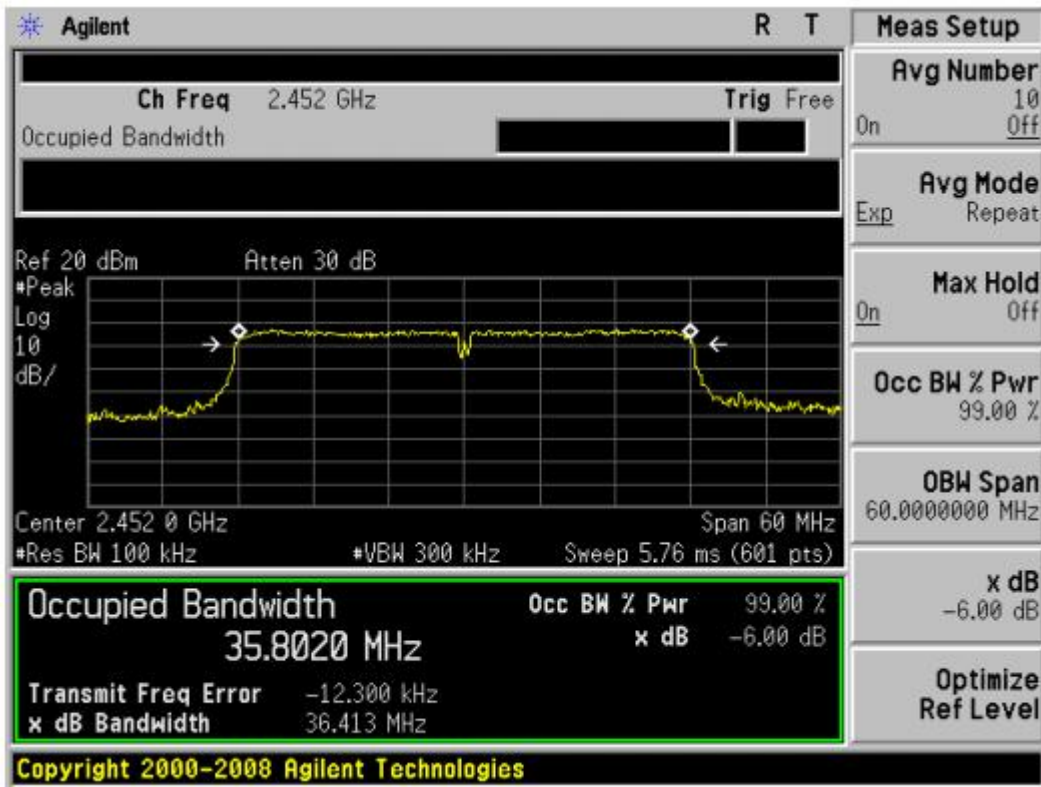 Agilent R T
Ch Freq 2.452 GHz Trig Free
Occupied Bandwidth
Ref 20 dBm Atten 30 dB
#Peak
Log
10
dB/
Center 2.452 0 GHz Span 60 MHz
#Res BW 100 kHz #VBW 300 kHz Sweep 5.76 ms (601 pts)
Occupied Bandwidth Occ BW % Pwr 99.00 %
35.8020 MHz x dB -6.00 dB
Transmit Freq Error -12.300 kHz
x dB Bandwidth 36.413 MHz
Copyright 2000-2008 Agilent Technologies
Meas Setup
Avg Number
10
On Off
Avg Mode
Exp Repeat
Max Hold
On Off
Occ BW % Pwr
99.00 %
OBW Span
60.0000000 MHz
x dB
-6.00 dB
Optimize
Ref Level